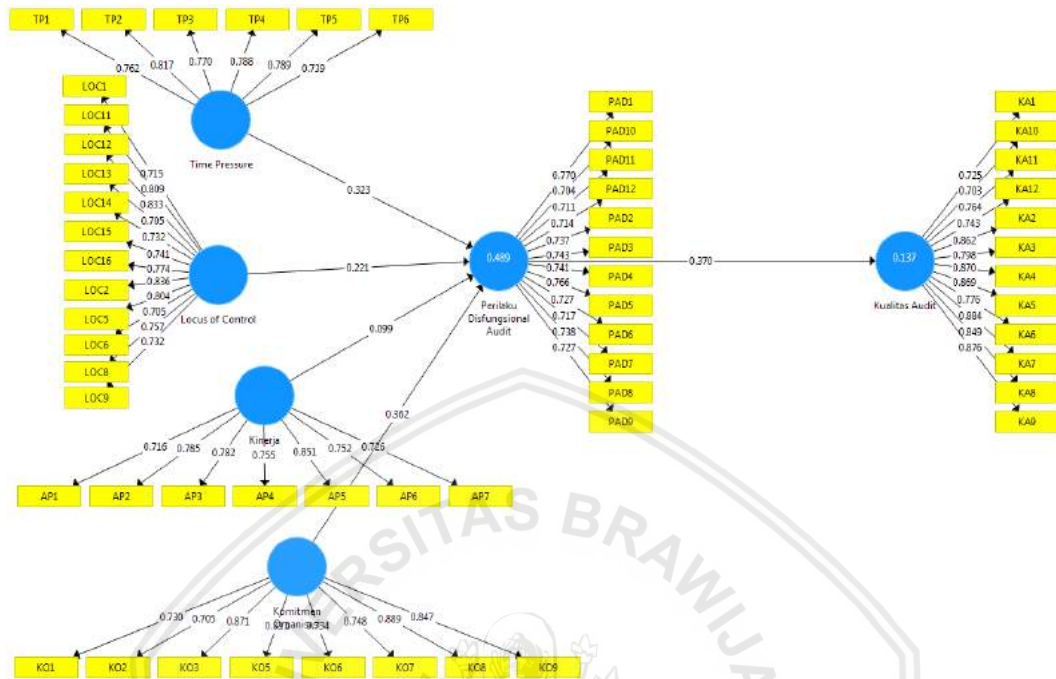 TP1 TP2 TP3 TP4 TP5 TP6
0.762 0.817 0.770 0.788 0.789 0.739
Time Pressure
0.323
LOC1
LOC11
LOC12
LOC13
LOC14
LOC15
LOC16
LOC2
LOC5
LOC6
LOC8
LOC9
0.715
0.809
0.833
0.705
0.732
0.741
0.774
0.836
0.804
0.705
0.757
0.732
Locus of Control
0.221
Kinerja
0.099
0.716 0.785 0.782 0.755 0.851 0.752 0.726
AP1 AP2 AP3 AP4 AP5 AP6 AP7
Komitmen
0.362
0.730 0.705 0.871 0.734 0.748 0.889 0.847
KO1 KO2 KO3 KO5 KO6 KO7 KO8 KO9
0.489
Perilaku
Disfungsional
Audit
0.770
0.704
0.711
0.714
0.737
0.743
0.741
0.766
0.727
0.717
0.738
0.727
PAD1
PAD10
PAD11
PAD12
PAD2
PAD3
PAD4
PAD5
PAD6
PAD7
PAD8
PAD9
0.370
0.137
Kualitas Audit
0.725
0.703
0.764
0.743
0.862
0.798
0.870
0.869
0.776
0.884
0.849
0.876
KA1
KA10
KA11
KA12
KA2
KA3
KA4
KA5
KA6
KA7
KA8
KA9